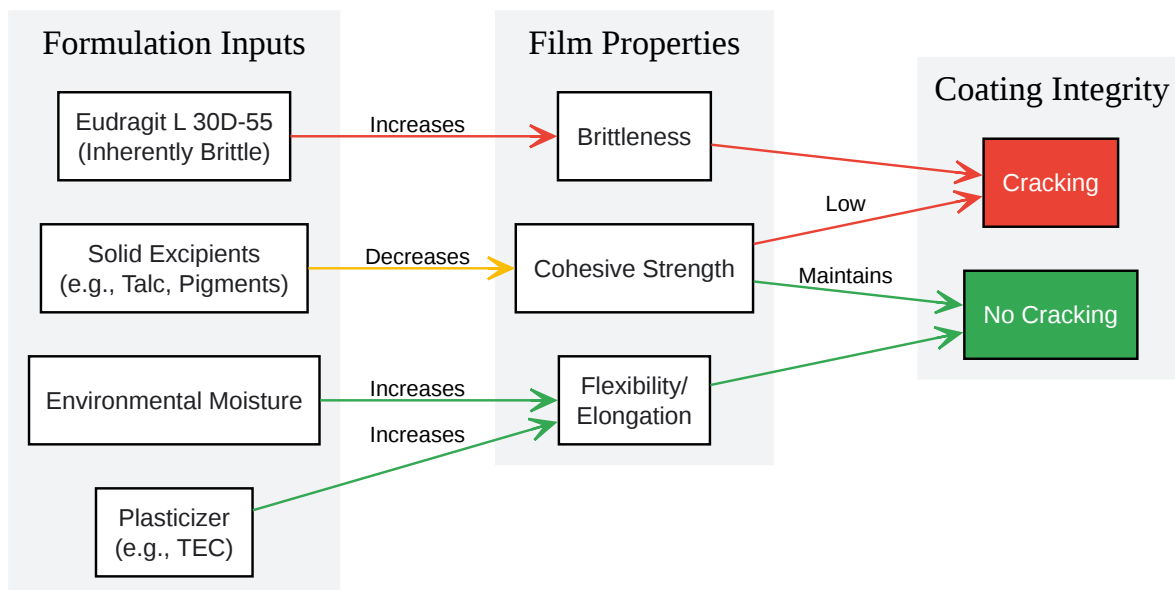 Formulation Inputs
Eudragit L 30D-55
(Inherently Brittle)
Solid Excipients
(e.g., Talc, Pigments)
Environmental Moisture
Plasticizer
(e.g., TEC)
Increases
Decreases
Increases
Increases
Film Properties
Brittleness
Cohesive Strength
Flexibility/
Elongation
Low
Maintains
Coating Integrity
Cracking
No Cracking